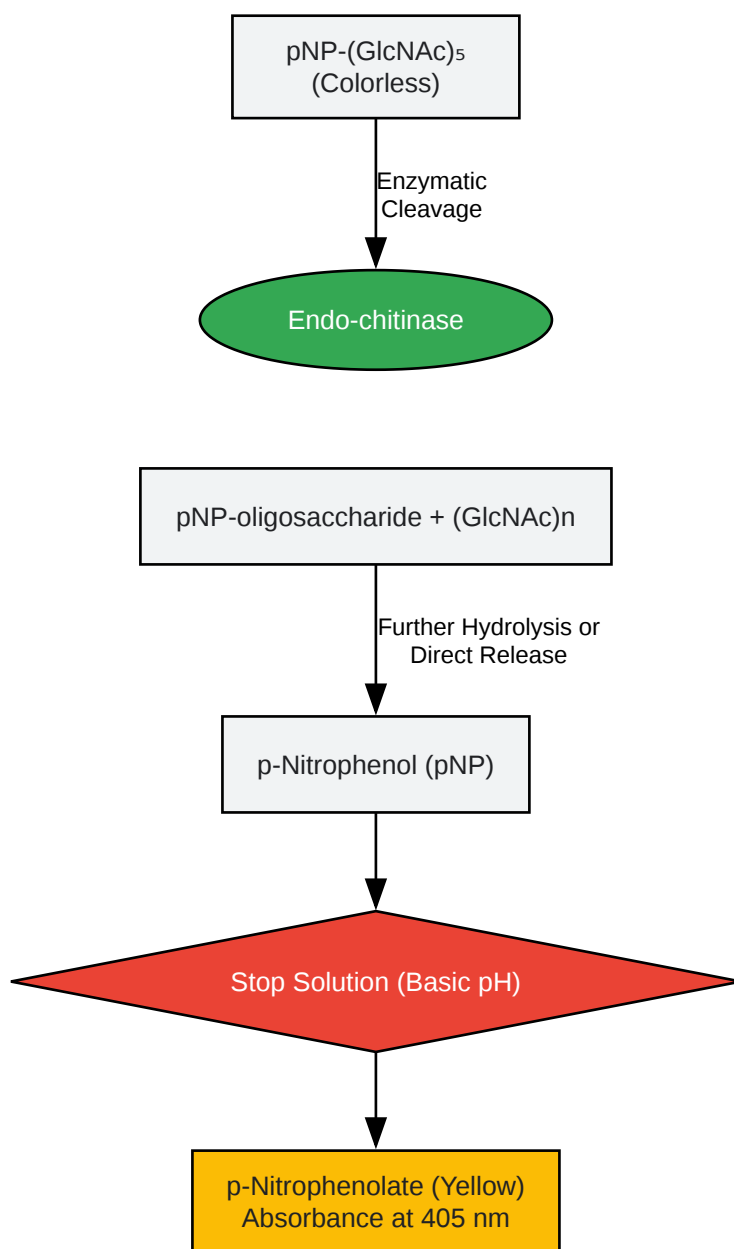 pNP-(GlcNAc)₅
(Colorless)
Enzymatic
Cleavage
Endo-chitinase
pNP-oligosaccharide + (GlcNAc)n
Further Hydrolysis or
Direct Release
p-Nitrophenol (pNP)
Stop Solution (Basic pH)
p-Nitrophenolate (Yellow)
Absorbance at 405 nm